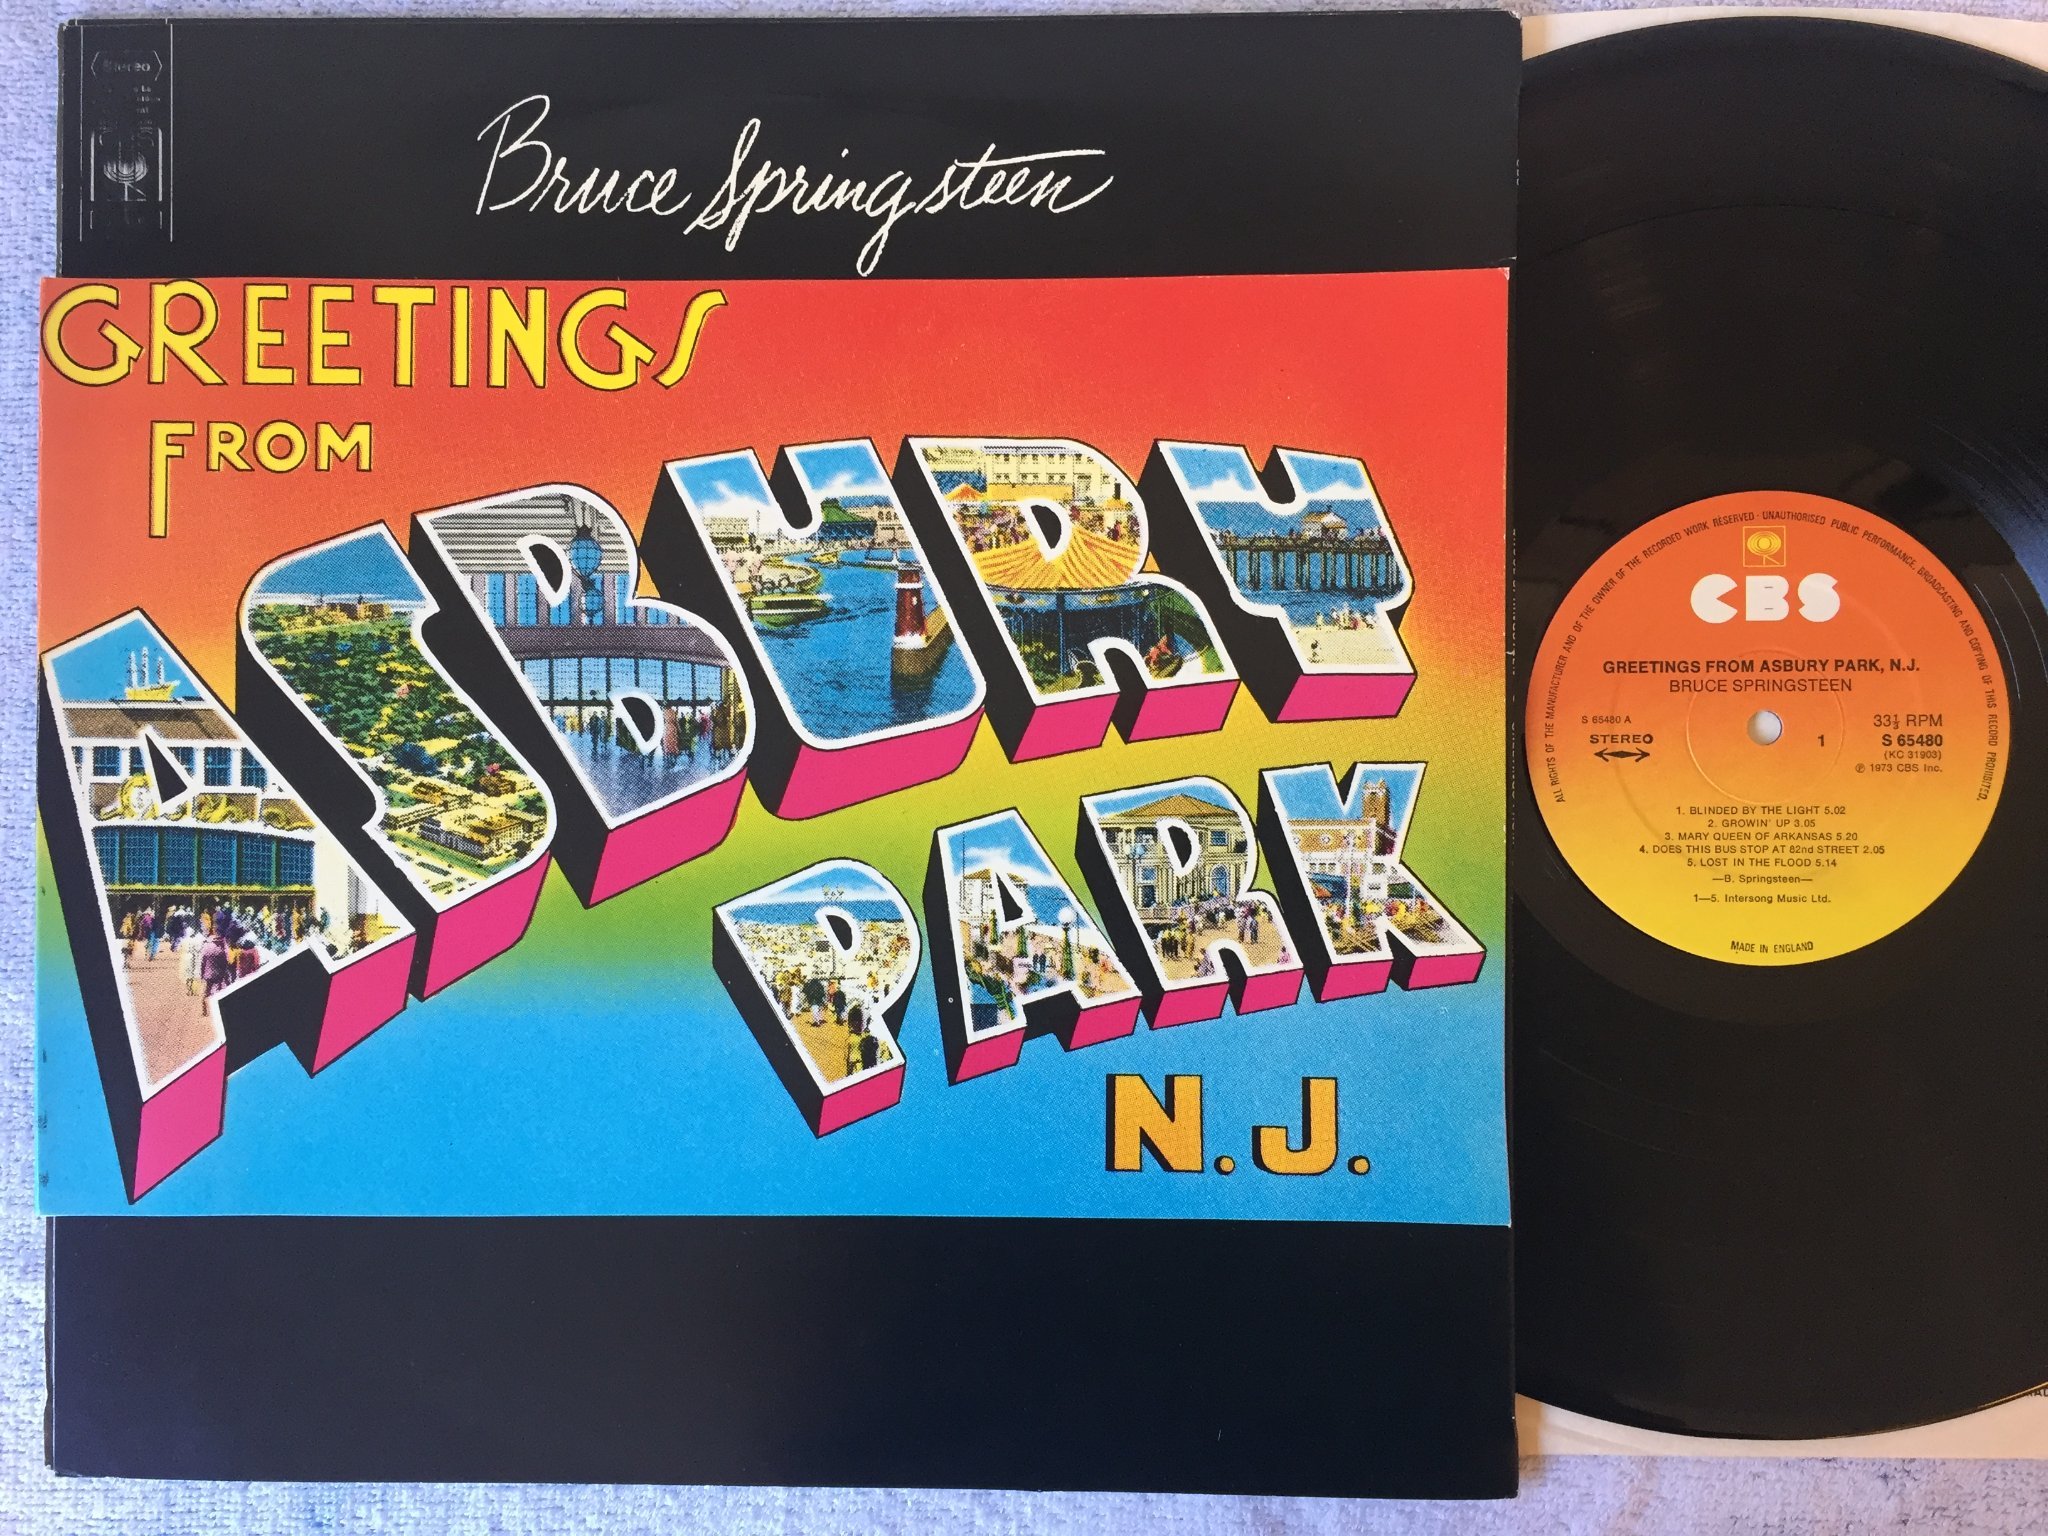 Stereo
Bruce Springsteen
GREETINGS
FROM
ASBURY
PARK
N.J.
ALL RIGHTS OF THE MANUFACTURER AND OF THE OWNER OF THE RECORDED WORK RESERVED · UNAUTHORISED PUBLIC PERFORMANCE, BROADCASTING AND COPYING OF THIS RECORD PROHIBITED.
CBS
GREETINGS FROM ASBURY PARK, N.J.
BRUCE SPRINGSTEEN
S 65480 A
STEREO
1
33⅓ RPM
S 65480
(KC 31903)
℗ 1973 CBS Inc.
1. BLINDED BY THE LIGHT 5.02
2. GROWIN' UP 3.05
3. MARY QUEEN OF ARKANSAS 5.20
4. DOES THIS BUS STOP AT 82nd STREET 2.05
5. LOST IN THE FLOOD 5.14
—B. Springsteen—
1—5. Intersong Music Ltd.
MADE IN ENGLAND